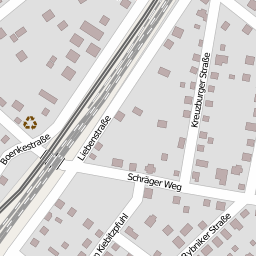 Kreuzburger Straße
Liebenstraße
Boenkestraße
Schräger Weg
Kiebitzpfuhl
Rybniker Straße